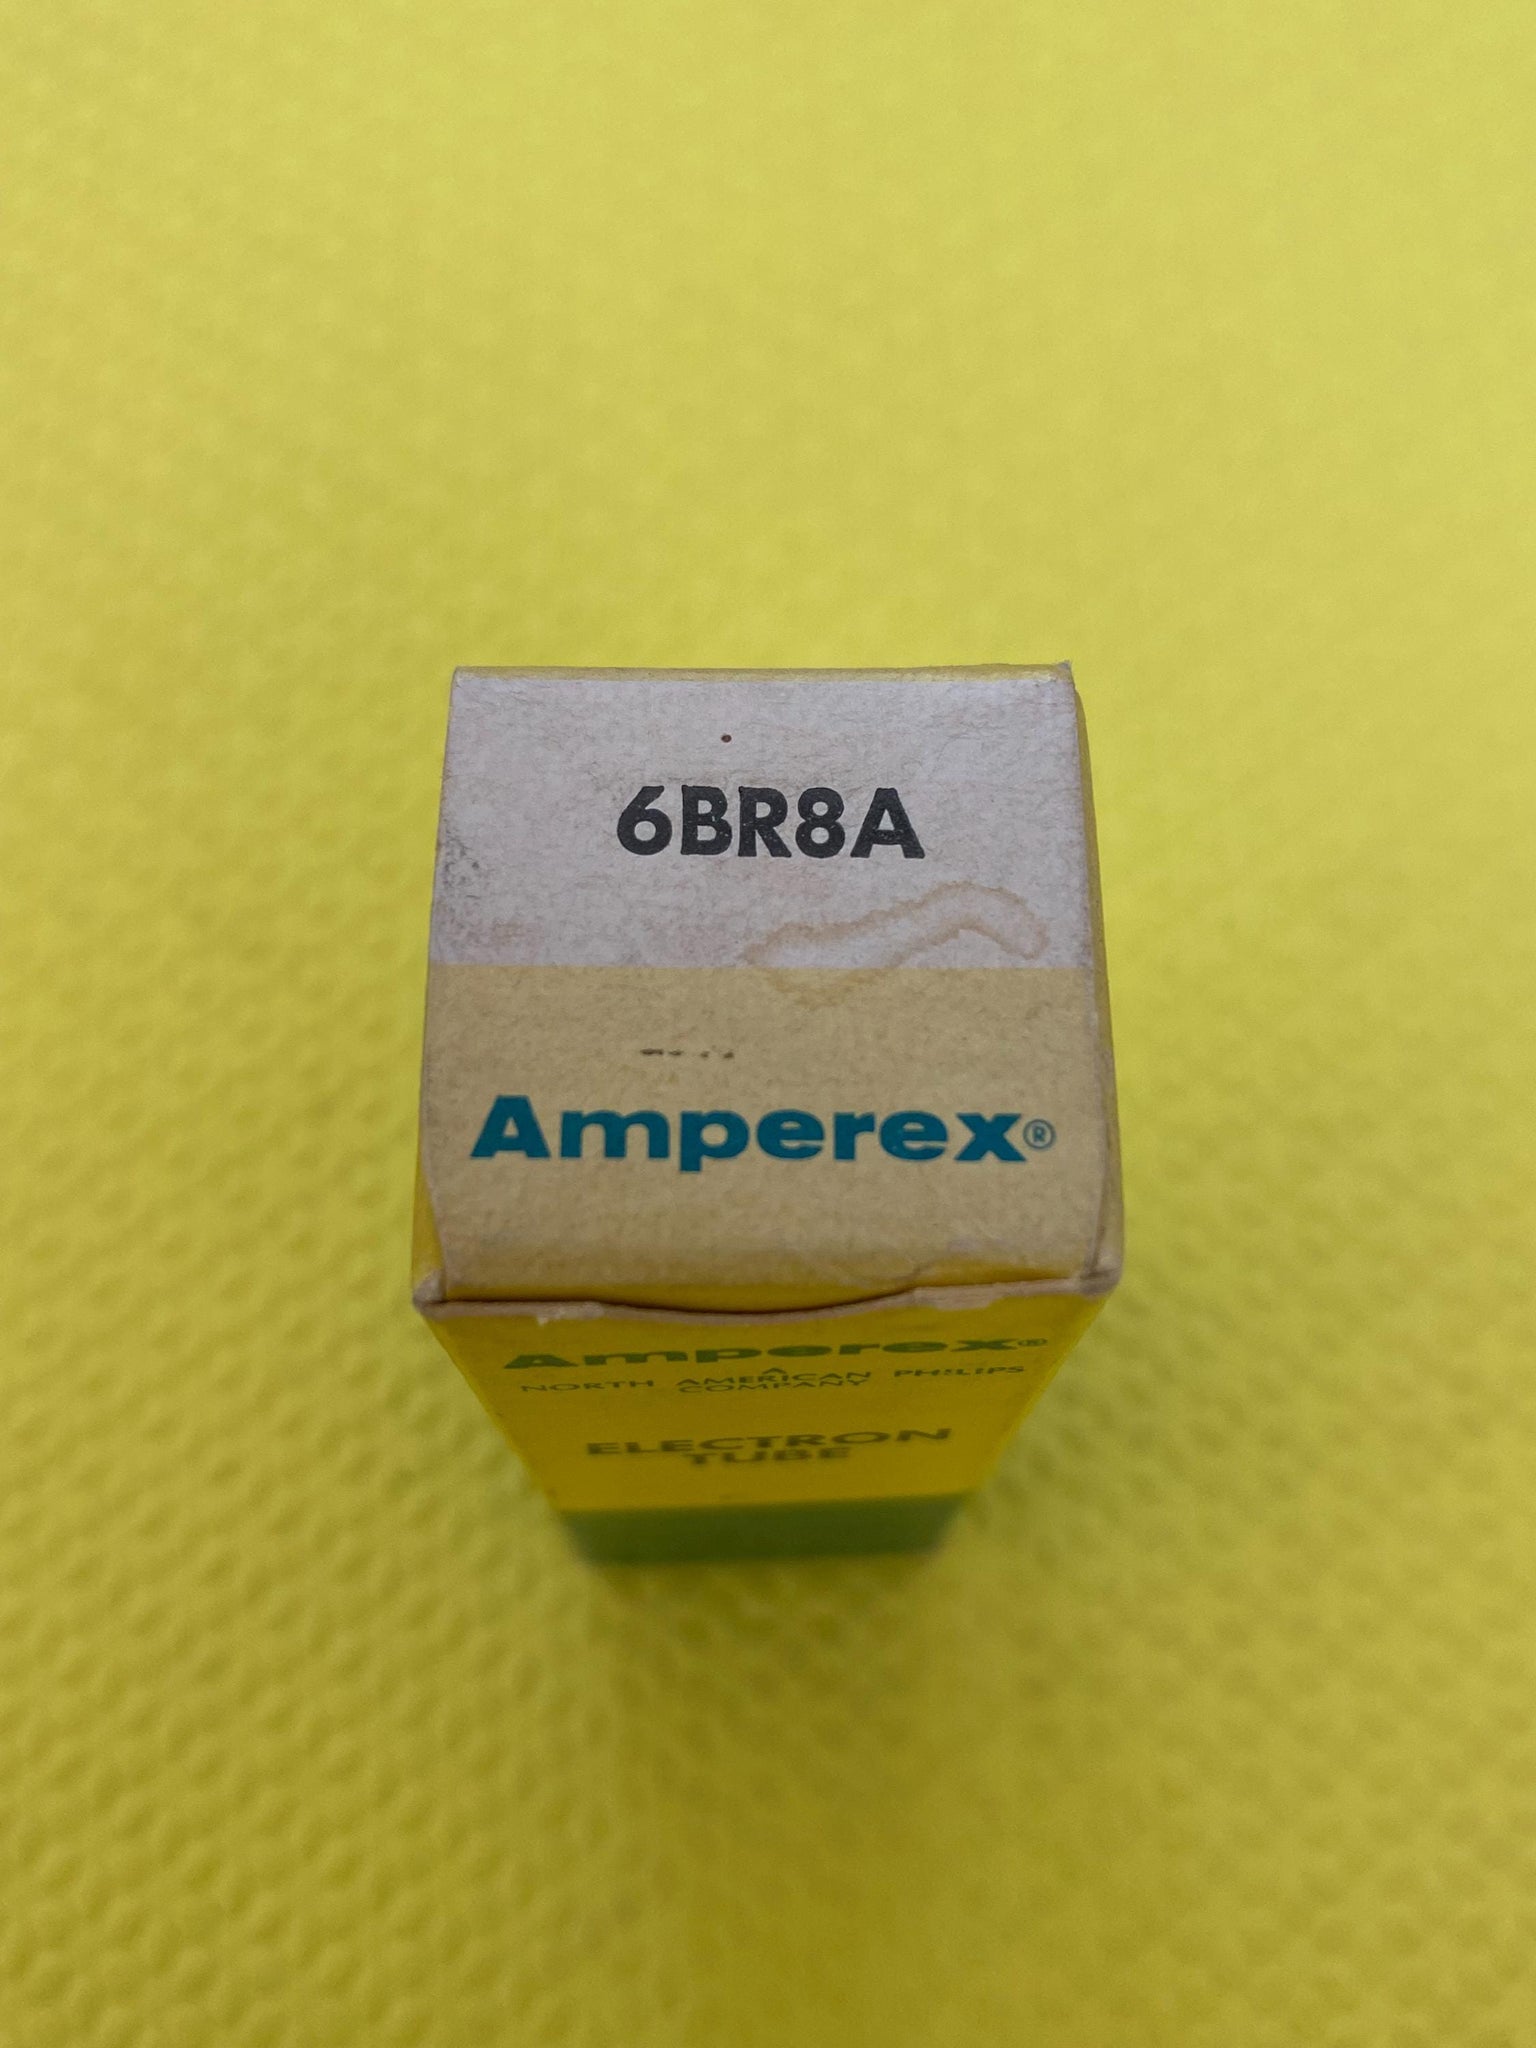 6BR8A
Amperex®
Amperex®
A
NORTH AMERICAN PHILIPS
COMPANY
ELECTRON
TUBE